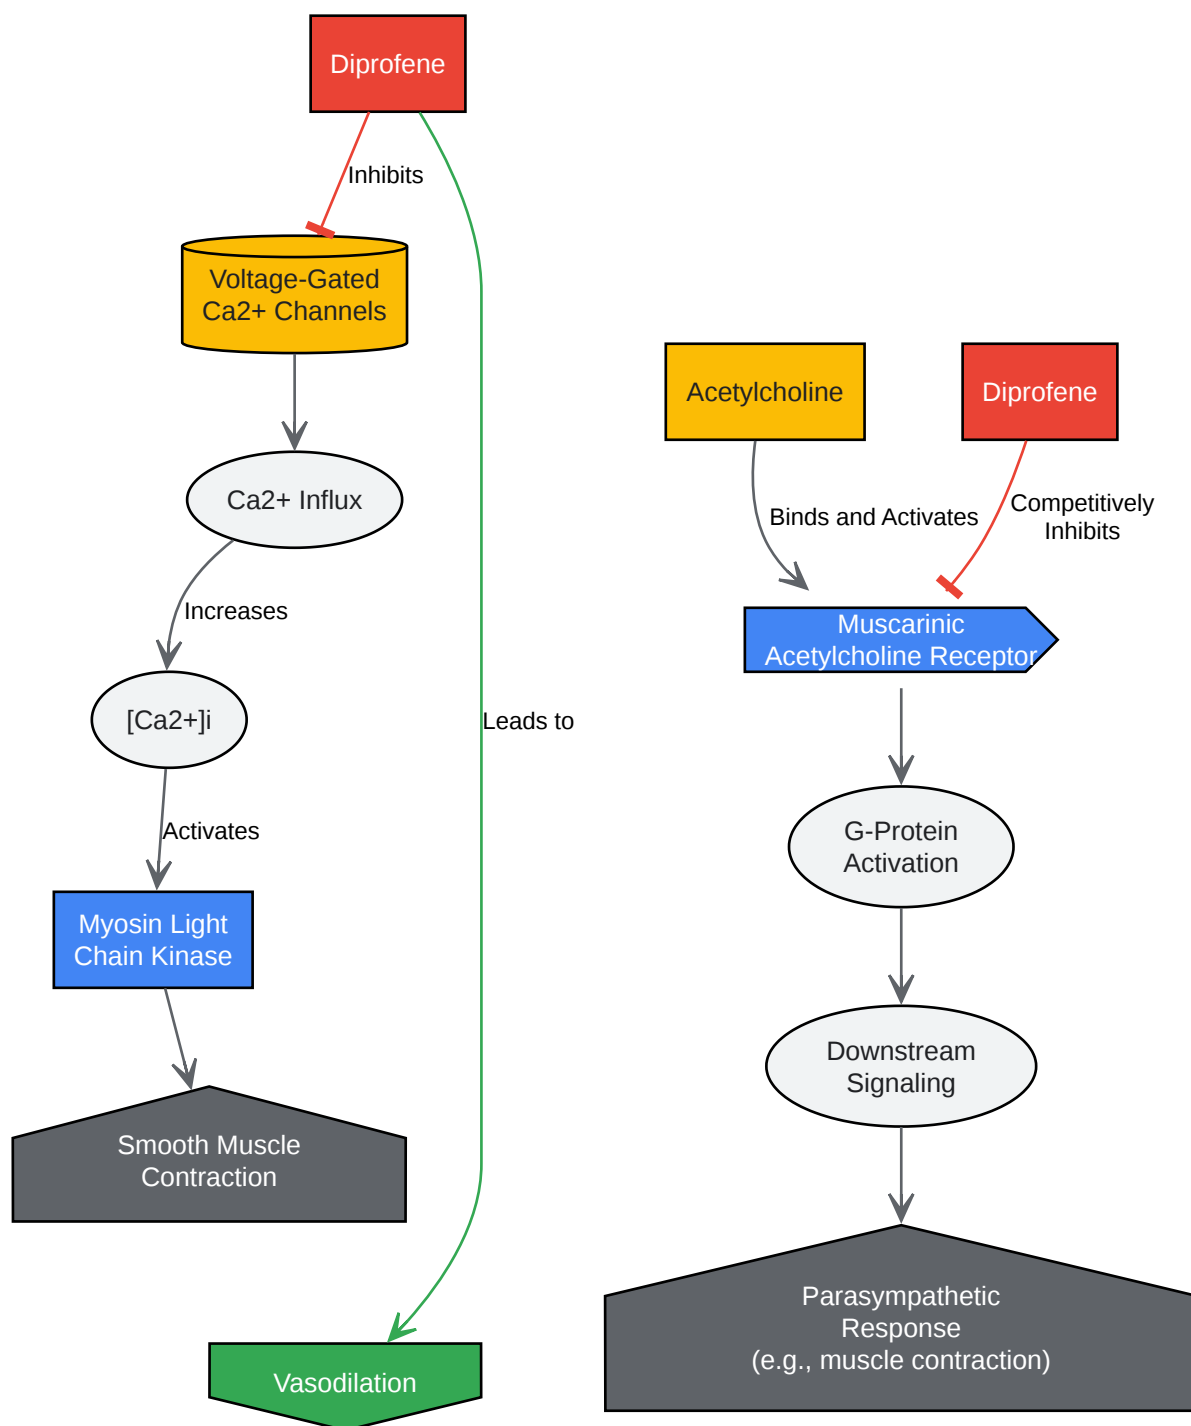 Diprofene
Inhibits
Voltage-Gated
Ca2+ Channels
Ca2+ Influx
Increases
[Ca2+]i
Activates
Myosin Light
Chain Kinase
Smooth Muscle
Contraction
Leads to
Vasodilation
Acetylcholine
Diprofene
Binds and Activates
Competitively
Inhibits
Muscarinic
Acetylcholine Receptor
G-Protein
Activation
Downstream
Signaling
Parasympathetic
Response
(e.g., muscle contraction)